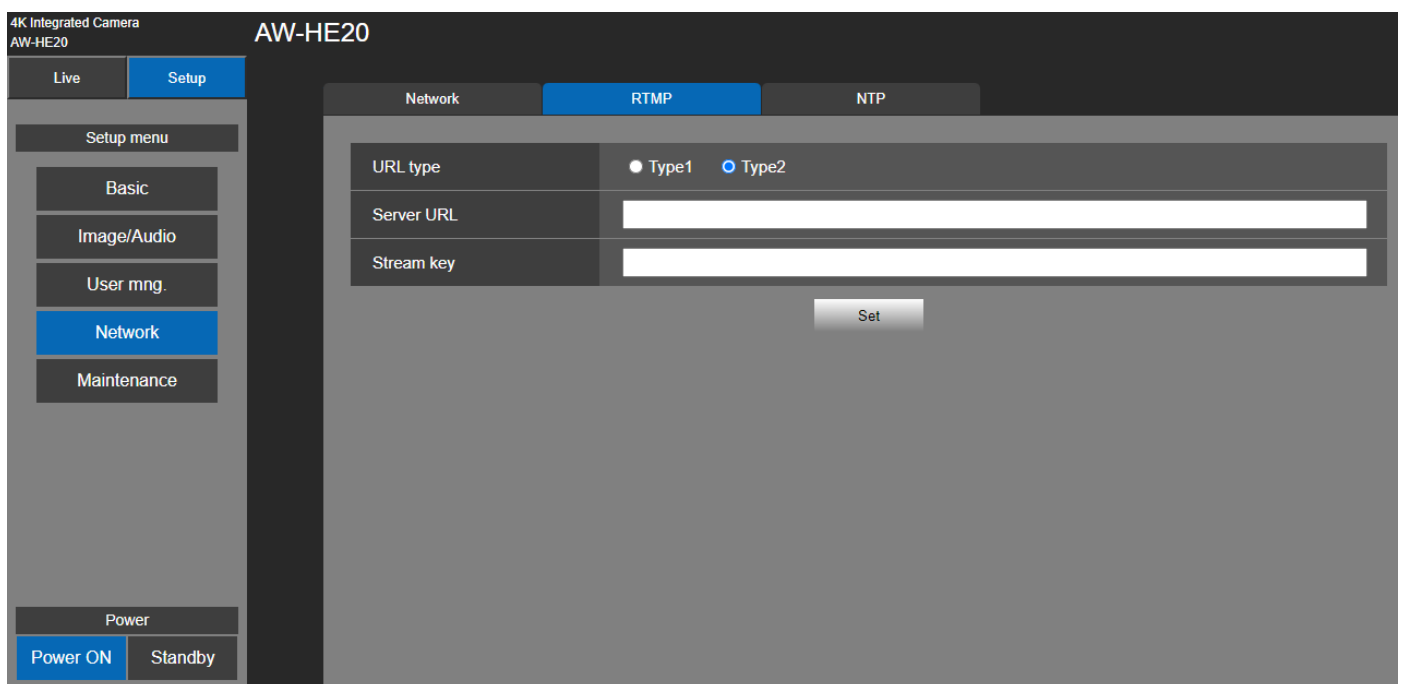 4K Integrated Camera
AW-HE20
AW-HE20
Live
Setup
Network
RTMP
NTP
Setup menu
Basic
Image/Audio
User mng.
Network
Maintenance
URL type
Type1
Type2
Server URL
Stream key
Set
Power
Power ON
Standby